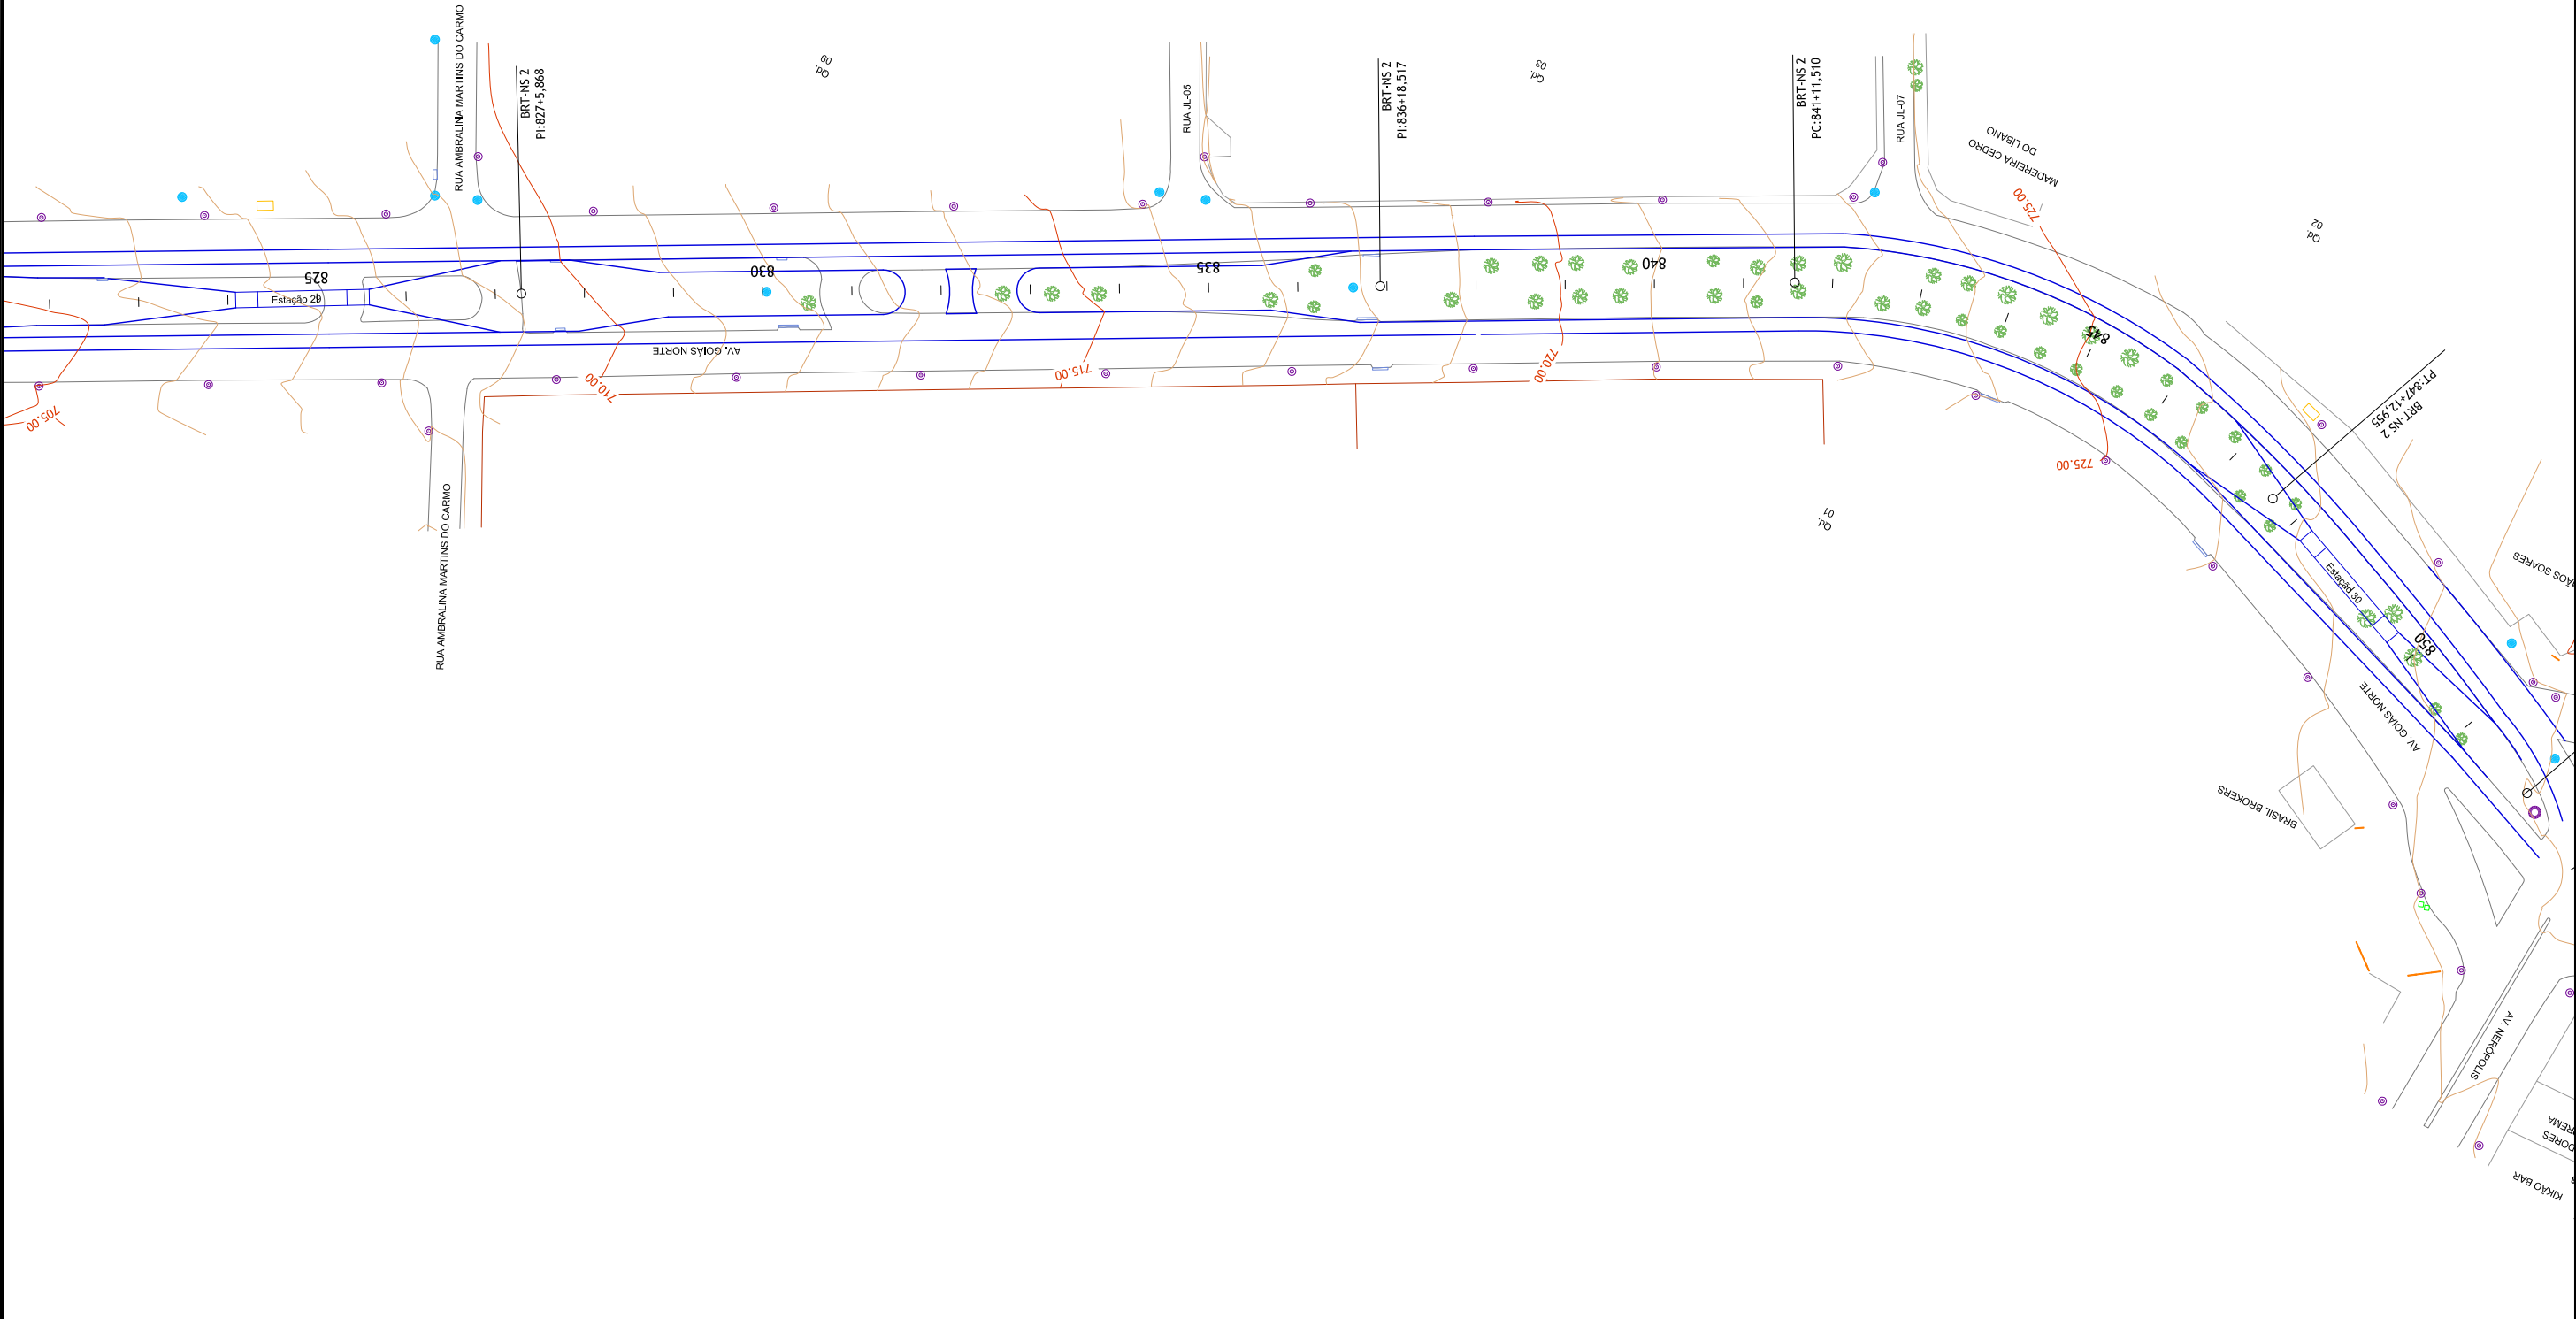 RUA AMBRALINA MARTINS DO CARMO
BRT-NS 2
PI:827+5,868
Qd.
09
RUA JL-05
BRT-NS 2
PI:836+18,517
Qd.
03
BRT-NS 2
PC:841+11,510
RUA JL-07
MADEREIRA CEDRO
DO LÍBANO
725.00
Qd.
02
825
Estação 29
830
835
840
845
AV. GOIÁS NORTE
705.00
710.00
715.00
720.00
725.00
BRT-NS 2
PT:847+12,955
Qd.
01
RUA AMBRALINA MARTINS DO CARMO
Estação 30
850
SOARES
AV. GOIÁS NORTE
BRASIL BROKERS
AV. NERÓPOLIS
KIKÃO BAR